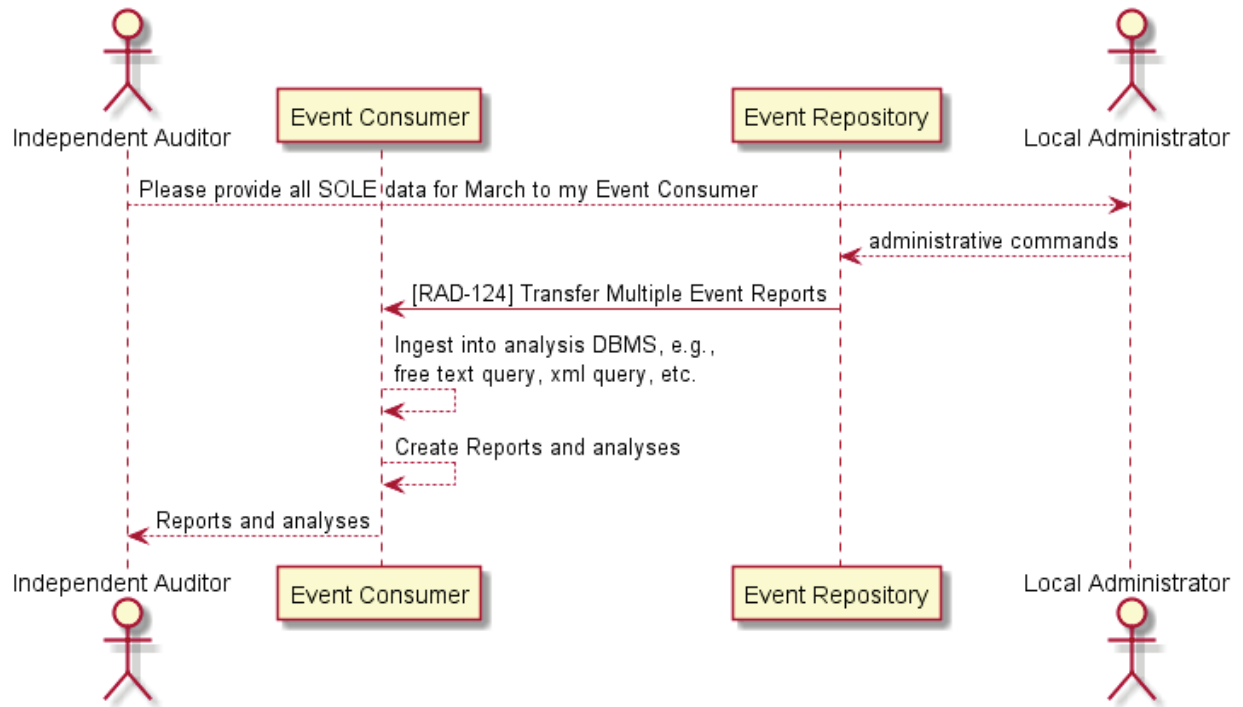 Independent Auditor
Event Consumer
Event Repository
Local Administrator
Please provide all SOLE data for March to my Event Consumer
administrative commands
[RAD-124] Transfer Multiple Event Reports
Ingest into analysis DBMS, e.g.,
free text query, xml query, etc.
Create Reports and analyses
Reports and analyses
Independent Auditor
Event Consumer
Event Repository
Local Administrator